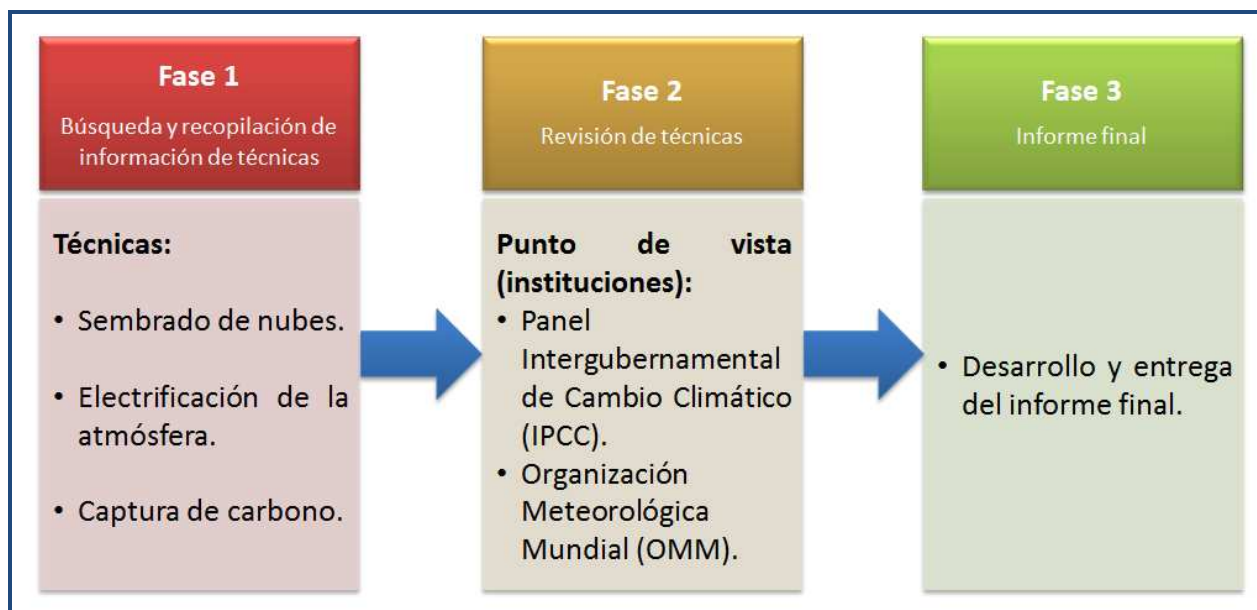 Fase 1
Búsqueda y recopilación de
información de técnicas
Técnicas:
• Sembrado de nubes.
• Electrificación de la
atmósfera.
• Captura de carbono.
Fase 2
Revisión de técnicas
Punto de vista
(instituciones):
• Panel
Intergubernamental
de Cambio Climático
(IPCC).
• Organización
Meteorológica
Mundial (OMM).
Fase 3
Informe final
• Desarrollo y entrega
del informe final.